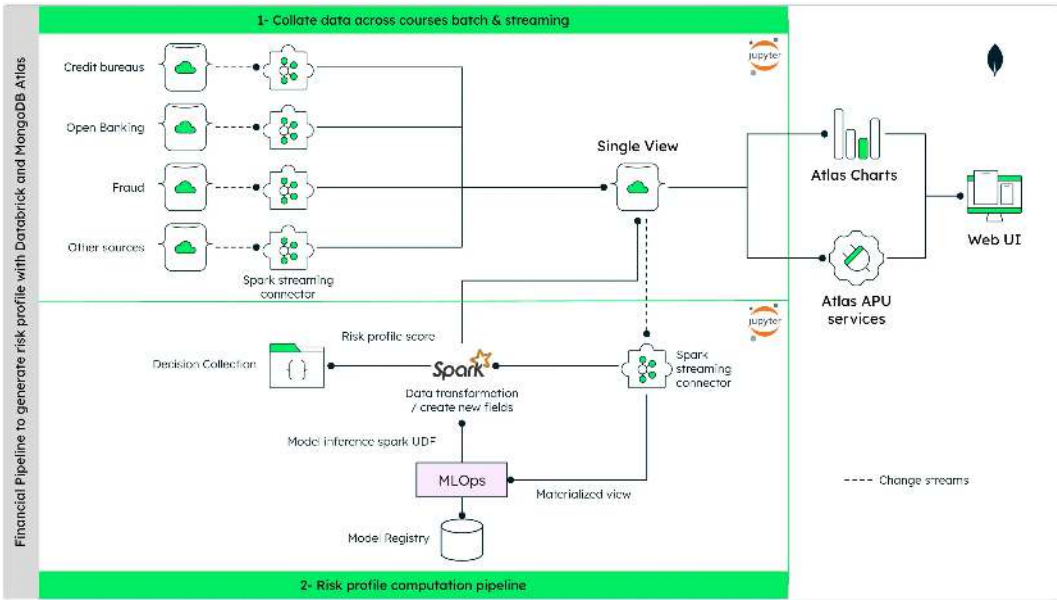 Financial Pipeline to generate risk profile with Databrick and MongoDB Atlas
1- Collate data across courses batch & streaming
Credit bureaus
Open Banking
Fraud
Other sources
Spark streaming
connector
jupyter
Single View
Atlas Charts
Atlas APU
services
Web UI
jupyter
Risk profile score
Decision Collection
Spark
Data transformation
/ create new fields
Spark
streaming
connector
Model inference spark UDF
MLOps
Materialized view
Model Registry
Change streams
2- Risk profile computation pipeline